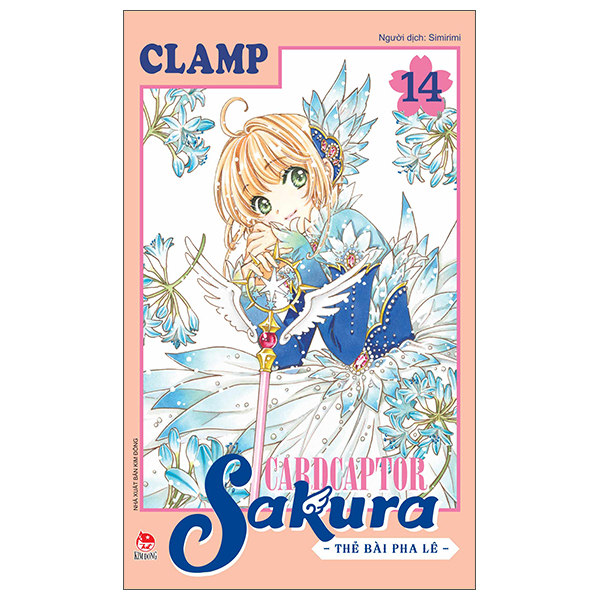 Người dịch: Simirimi
CLAMP
14
CARDCAPTOR
Sakura
- THẺ BÀI PHA LÊ -
NHÀ XUẤT BẢN KIM ĐỒNG
KIM ĐỒNG